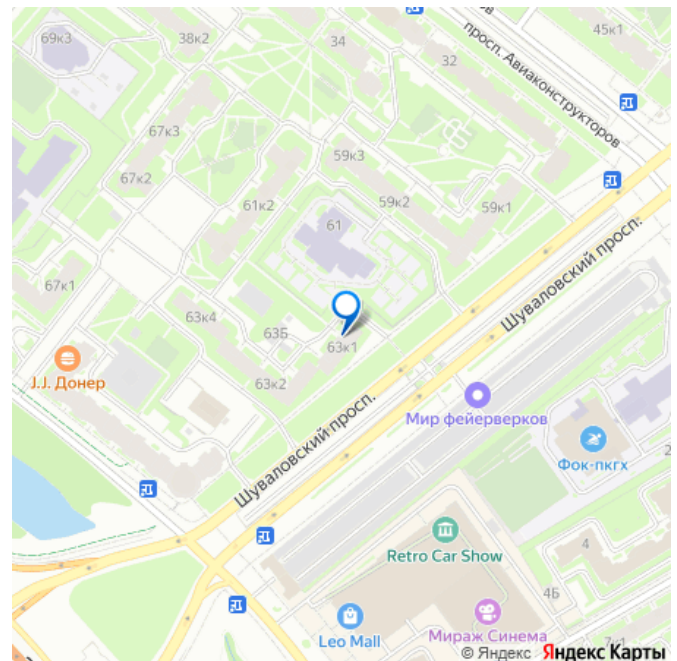 69к3
38к2
34
45к1
32
просп. Авиаконструкторов
67к3
59к3
67к2
61к2
59к2
59к1
61
Шуваловский просп.
67к1
63к4
63Б
63к1
J.J. Донер
63к2
Мир фейерверков
Шуваловский просп.
Фок-пкгх
Retro Car Show
4
4Б
Leo Mall
Мираж Синема
7к1
© Яндекс Яндекс Карты